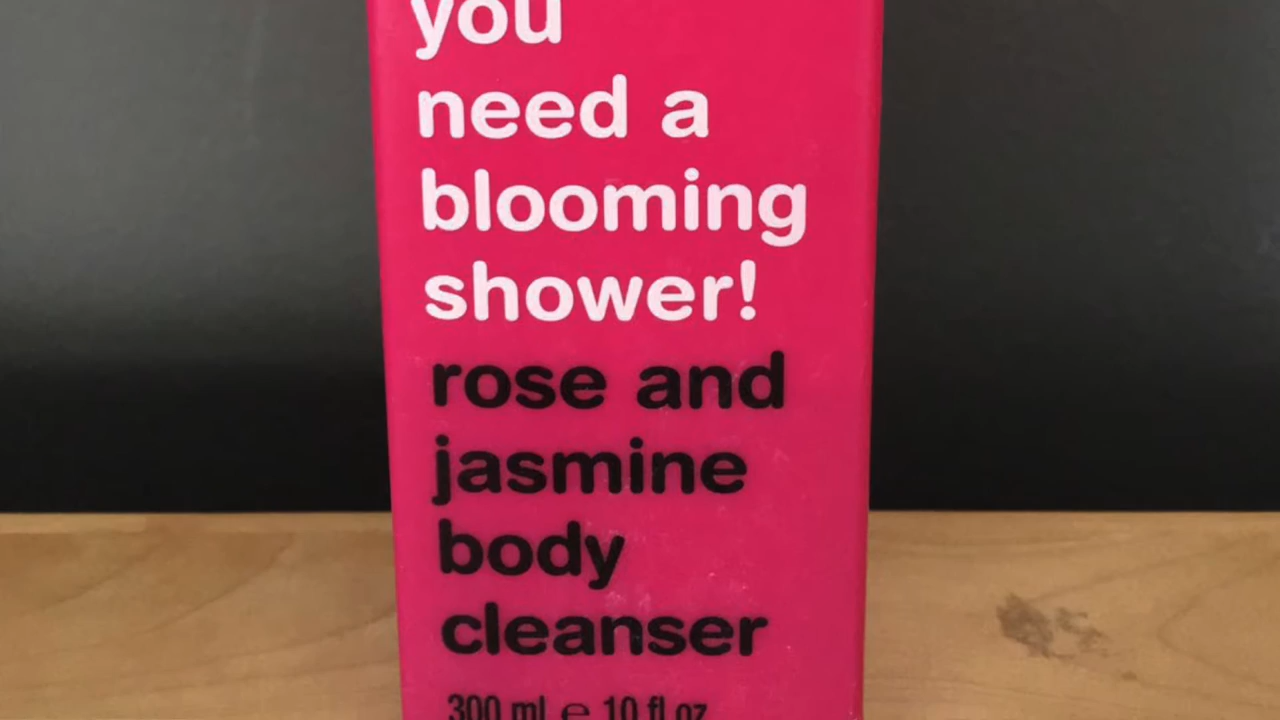 you
need a
blooming
shower!
rose and
jasmine
body
cleanser
300 ml ℮ 10 fl oz